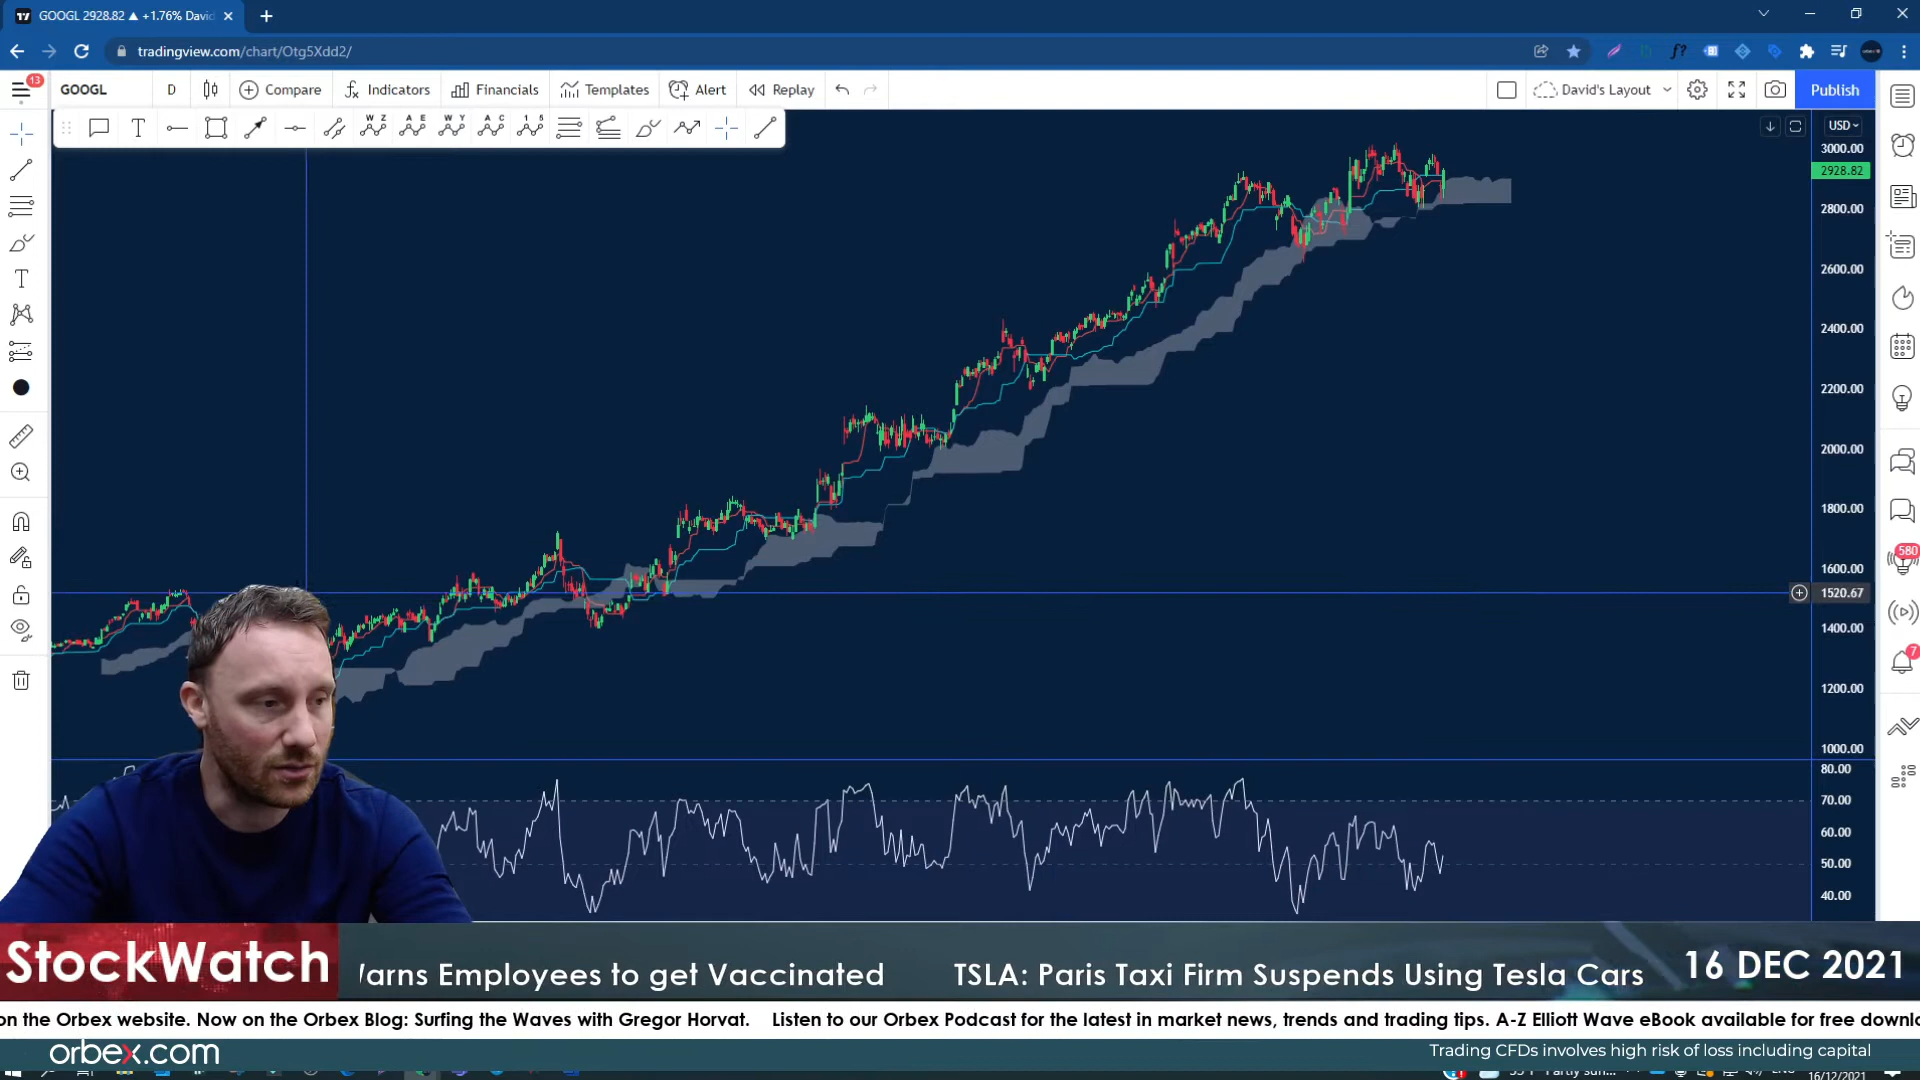 GOOGL 2928.82 ▲ +1.76% Davi
tradingview.com/chart/Otg5Xdd2/
13
GOOGL
D
Compare
Indicators
Financials
Templates
Alert
Replay
David's Layout
Publish
W Z
A E
W Y
A C
1 5
USD
3000.00
2928.82
2800.00
2600.00
2400.00
2200.00
2000.00
1800.00
1600.00
1520.67
1400.00
1200.00
1000.00
80.00
70.00
60.00
50.00
40.00
580
7
StockWatch
arns Employees to get Vaccinated
TSLA: Paris Taxi Firm Suspends Using Tesla Cars
16 DEC 2021
on the Orbex website. Now on the Orbex Blog: Surfing the Waves with Gregor Horvat. Listen to our Orbex Podcast for the latest in market news, trends and trading tips. A-Z Elliott Wave eBook available for free downlo
orbex.com
Trading CFDs involves high risk of loss including capital
16/12/2021